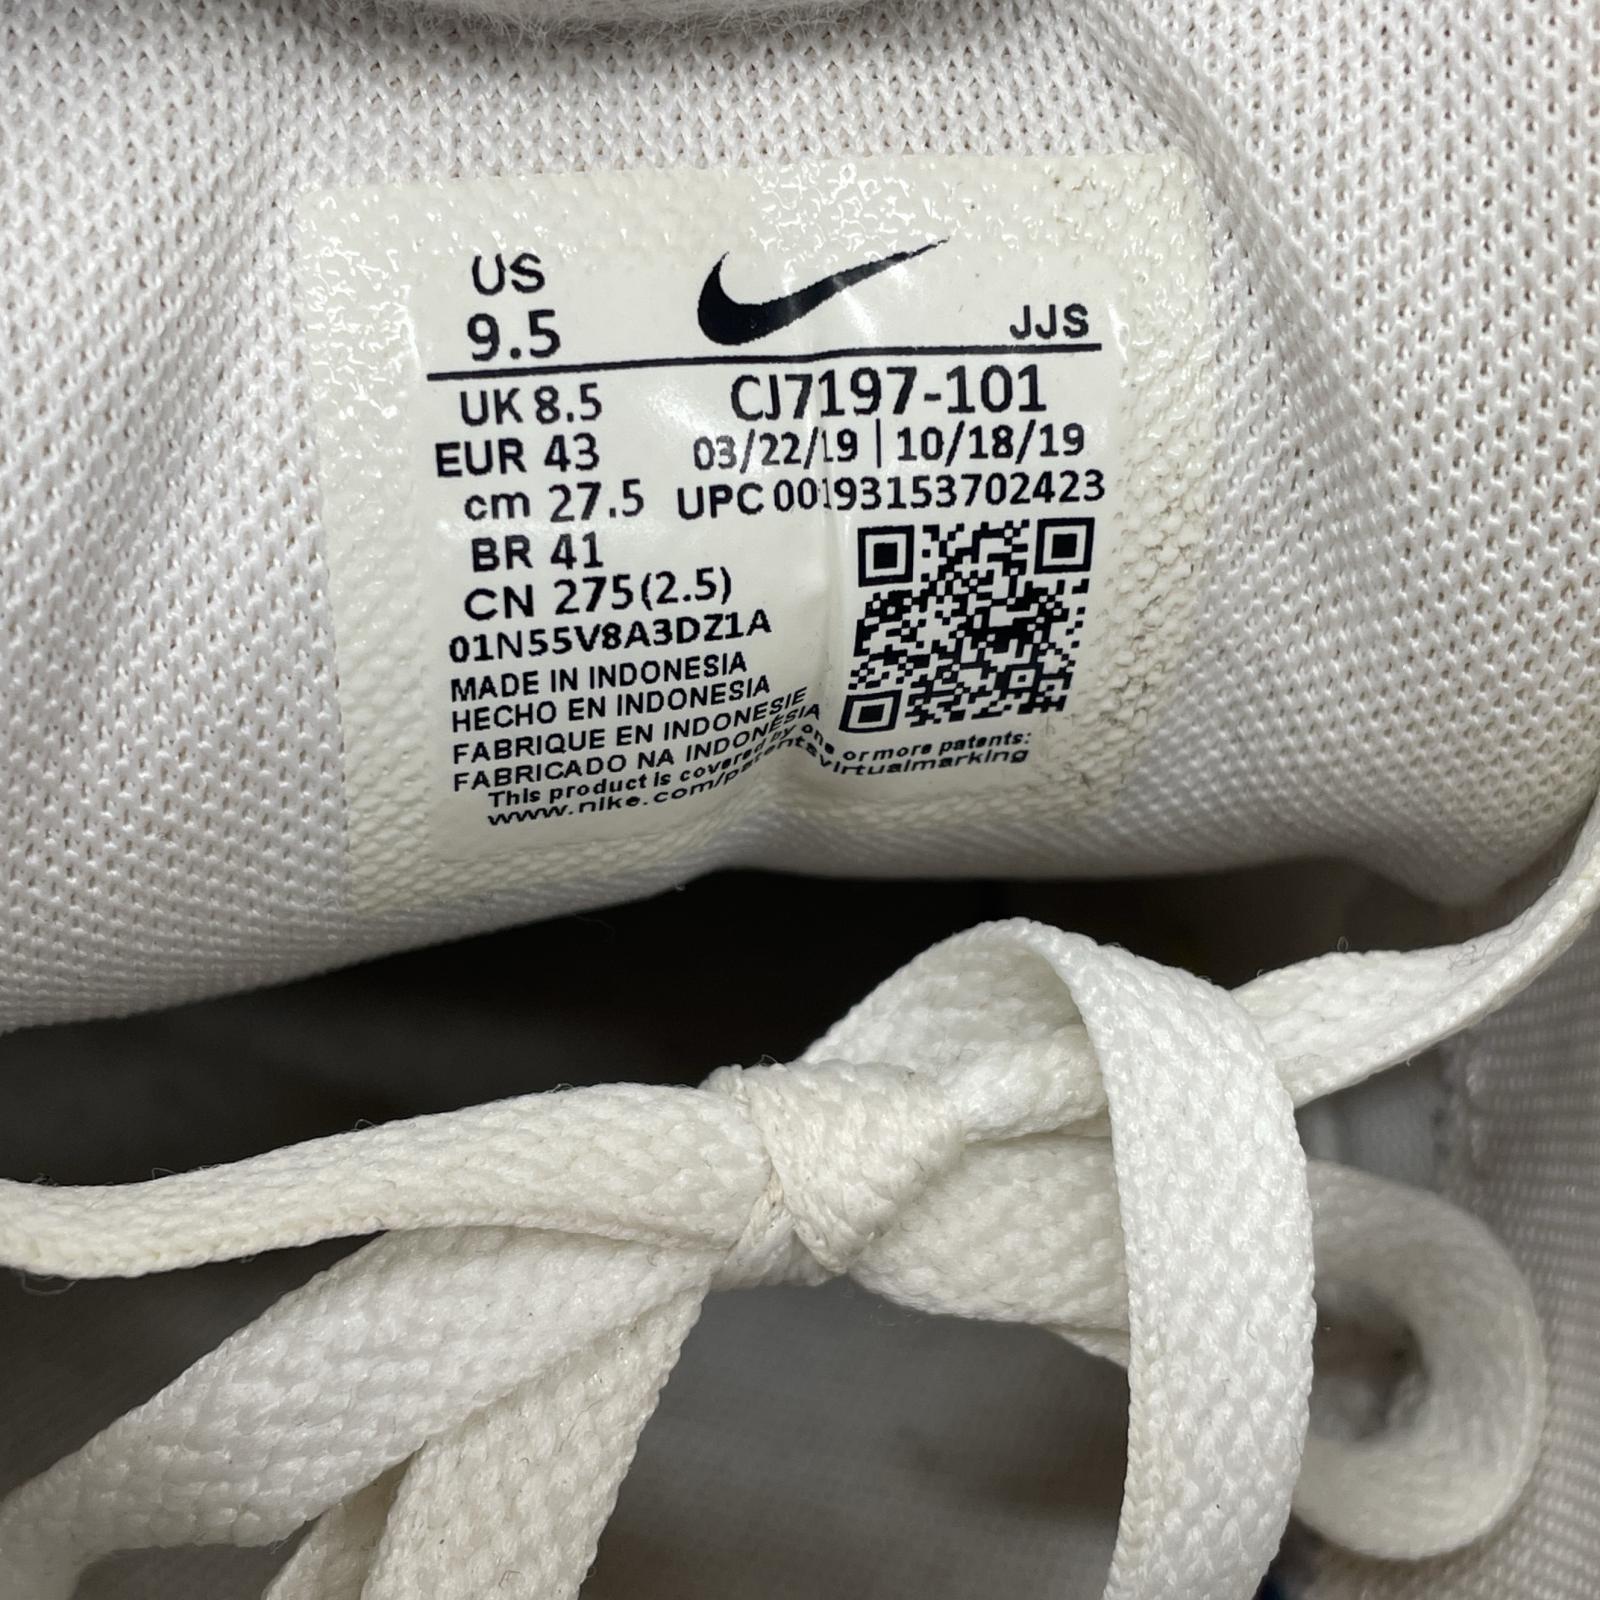 US
9.5
JJS
UK 8.5
CJ7197-101
EUR 43
03/22/19 | 10/18/19
cm 27.5
UPC 00193153702423
BR 41
CN 275(2.5)
01N55V8A3DZ1A
MADE IN INDONESIA
HECHO EN INDONESIA
FABRIQUE EN INDONESIE
FABRICADO NA INDONÉSIA
This product is covered by one or more patents:
www.nike.com/patentsvirtualmarking